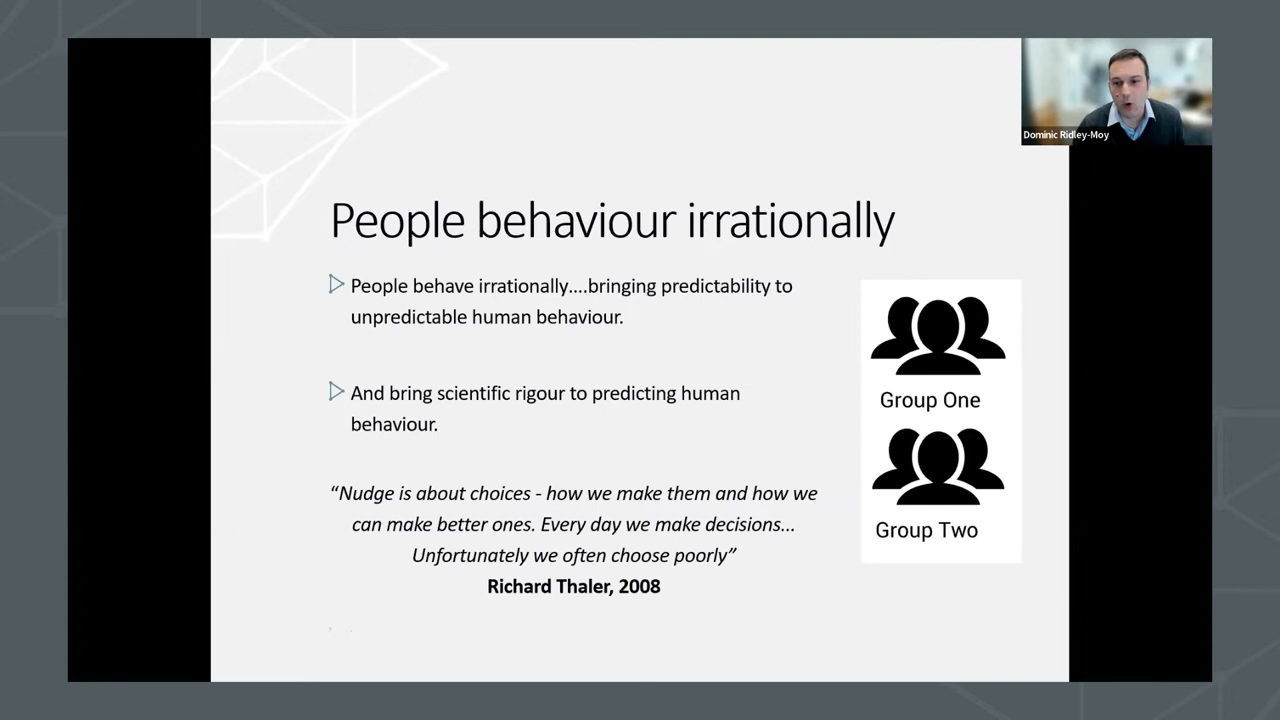 Dominic Ridley-Moy
People behaviour irrationally
People behave irrationally....bringing predictability to
unpredictable human behaviour.
And bring scientific rigour to predicting human
behaviour.
“Nudge is about choices - how we make them and how we
can make better ones. Every day we make decisions...
Unfortunately we often choose poorly”
Richard Thaler, 2008
Group One
Group Two